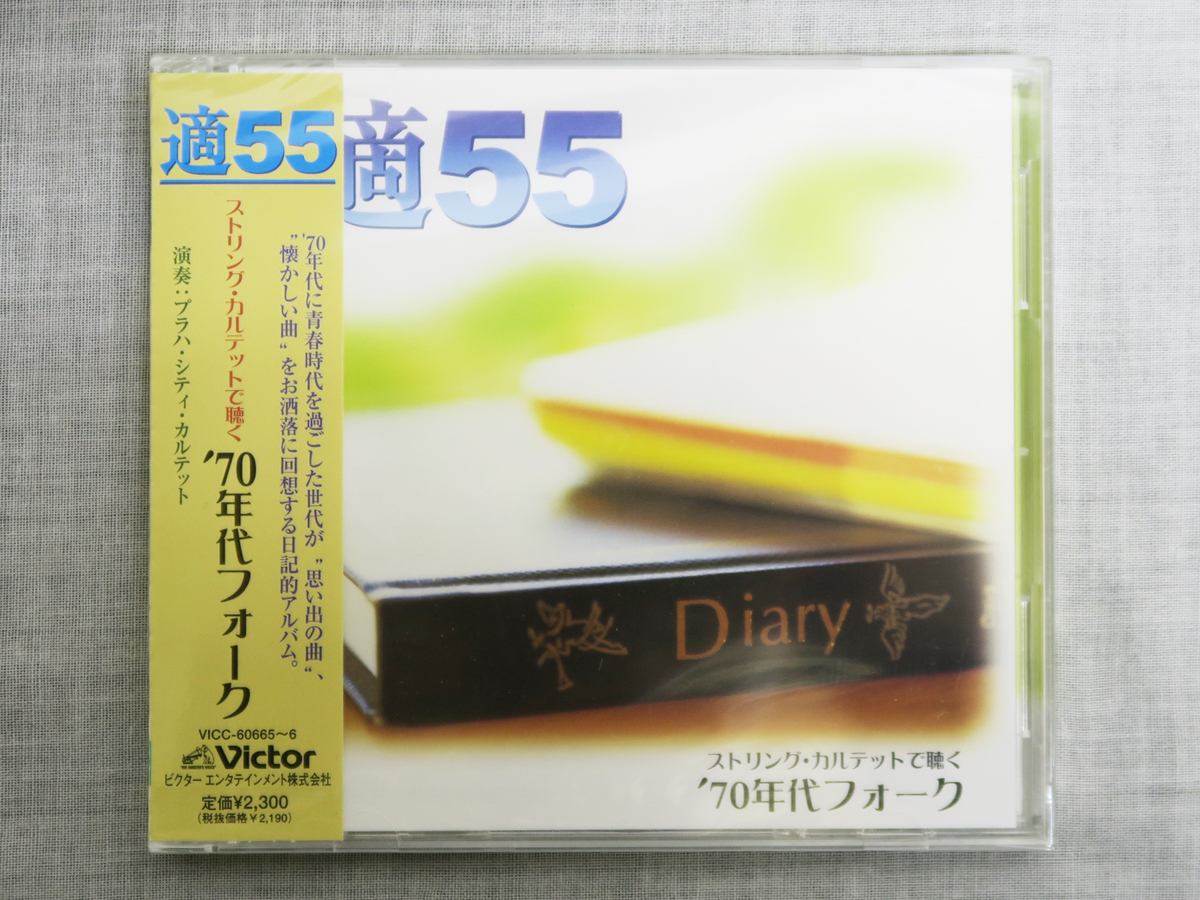 適55
'70年代に青春時代を過ごした世代が〝思い出の曲〟、
〝懐かしい曲〟をお洒落に回想する日記的アルバム。
ストリング・カルテットで聴く
'70年代フォーク
演奏:プラハ・シティ・カルテット
VICC-60665～6
Victor
ビクター エンタテインメント株式会社
定価¥2,300
(税抜価格¥2,190)
適55
Diary
ストリング・カルテットで聴く
'70年代フォーク